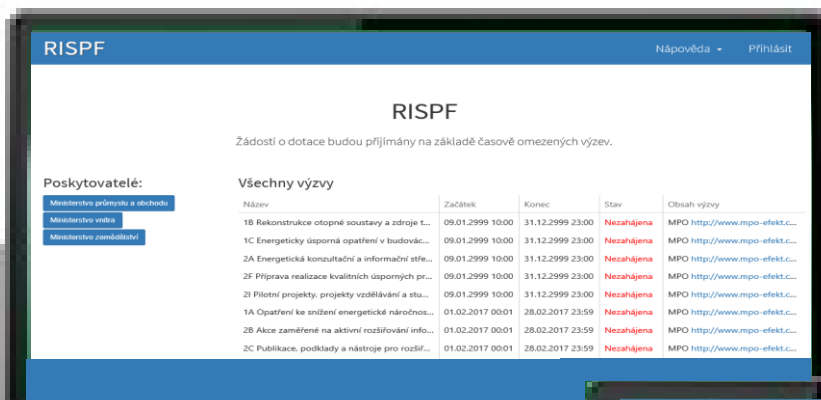 RISPF
Nápověda Přihlásit
RISPF
Žádosti o dotace budou přijímány na základě časově omezených výzev.
Poskytovatelé:
Ministerstvo průmyslu a obchodu
Ministerstvo vnitra
Ministerstvo zemědělství
Všechny výzvy
Název Začátek Konec Stav Obsah výzvy
1B Rekonstrukce otopné soustavy a zdroje t... 09.01.2999 10:00 31.12.2999 23:00 Nezahájena MPO http://www.mpo-efekt.c...
1C Energeticky úsporná opatření v budovác... 09.01.2999 10:00 31.12.2999 23:00 Nezahájena MPO http://www.mpo-efekt.c...
2A Energetická konzultační a informační stře... 09.01.2999 10:00 31.12.2999 23:00 Nezahájena MPO http://www.mpo-efekt.c...
2F Příprava realizace kvalitních úsporných pr... 09.01.2999 10:00 31.12.2999 23:00 Nezahájena MPO http://www.mpo-efekt.c...
2I Pilotní projekty, projekty vzdělávání a stu... 09.01.2999 10:00 31.12.2999 23:00 Nezahájena MPO http://www.mpo-efekt.c...
1A Opatření ke snížení energetické náročnos... 01.02.2017 00:01 28.02.2017 23:59 Nezahájena MPO http://www.mpo-efekt.c...
2B Akce zaměřené na aktivní rozšiřování info... 01.02.2017 00:01 28.02.2017 23:59 Nezahájena MPO http://www.mpo-efekt.c...
2C Publikace, podklady a nástroje pro rozšiř... 01.02.2017 00:01 28.02.2017 23:59 Nezahájena MPO http://www.mpo-efekt.c...